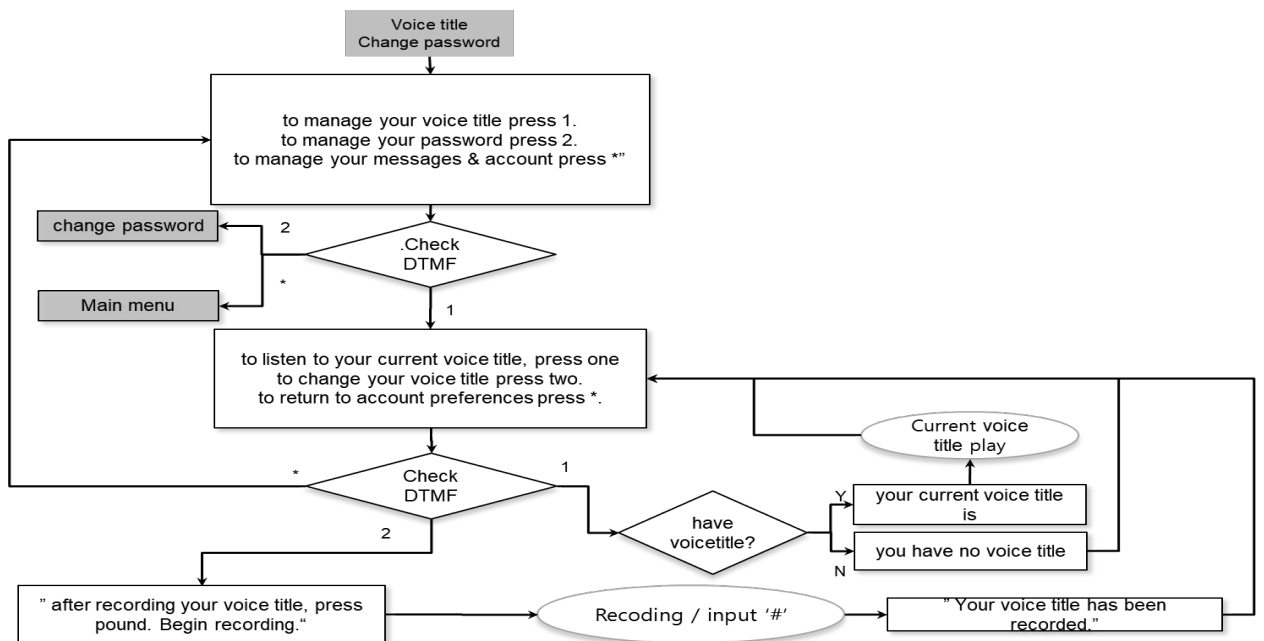 Voice title
Change password
to manage your voice title press 1.
to manage your password press 2.
to manage your messages & account press *”
change password
2
.Check
DTMF
*
Main menu
1
to listen to your current voice title, press one
to change your voice title press two.
to return to account preferences press *.
Current voice
title play
*
Check
DTMF
1
2
have
voicetitle?
Y
your current voice title
is
N
you have no voice title
” after recording your voice title, press
pound. Begin recording.“
Recoding / input ‘#’
” Your voice title has been
recorded.”